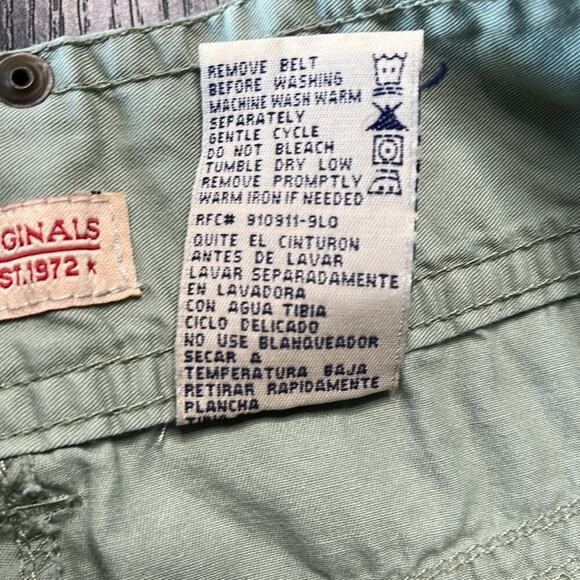 REMOVE BELT
BEFORE WASHING
MACHINE WASH WARM
SEPARATELY
GENTLE CYCLE
DO NOT BLEACH
TUMBLE DRY LOW
REMOVE PROMPTLY
WARM IRON IF NEEDED
RFC# 910911-9L0
QUITE EL CINTURON
ANTES DE LAVAR
LAVAR SEPARADAMENTE
EN LAVADORA
CON AGUA TIBIA
CICLO DELICADO
NO USE BLANQUEADOR
SECAR A
TEMPERATURA BAJA
RETIRAR RAPIDAMENTE
PLANCHA
GINALS
ST.1972 K